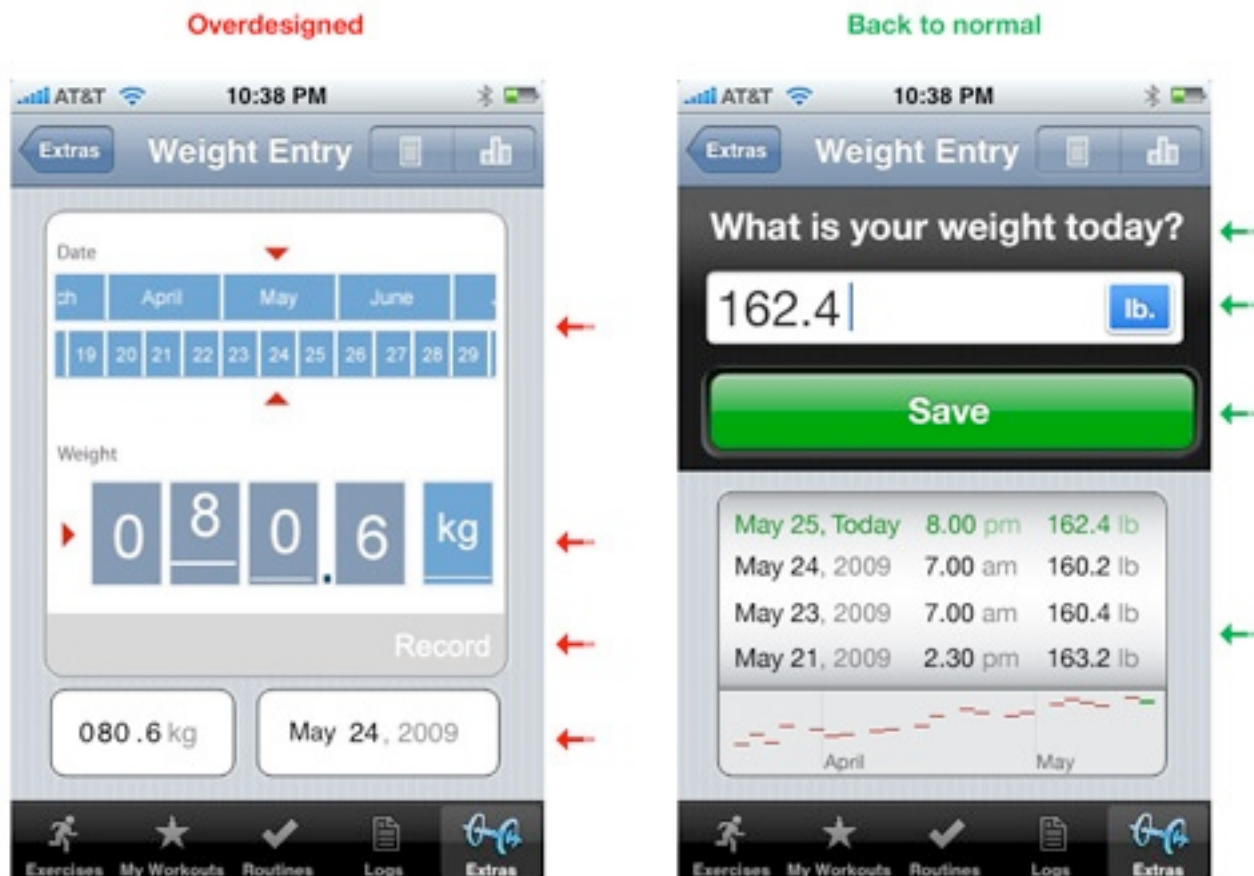 Overdesigned
AT&T 10:38 PM
Extras Weight Entry
Date
ch April May June
19 20 21 22 23 24 25 26 27 28 29
Weight
0 8 0 . 6 kg
Record
080.6 kg May 24, 2009
Exercises My Workouts Routines Logs Extras
Back to normal
AT&T 10:38 PM
Extras Weight Entry
What is your weight today?
162.4 lb.
Save
May 25, Today 8.00 pm 162.4 lb
May 24, 2009 7.00 am 160.2 lb
May 23, 2009 7.00 am 160.4 lb
May 21, 2009 2.30 pm 163.2 lb
April May
Exercises My Workouts Routines Logs Extras